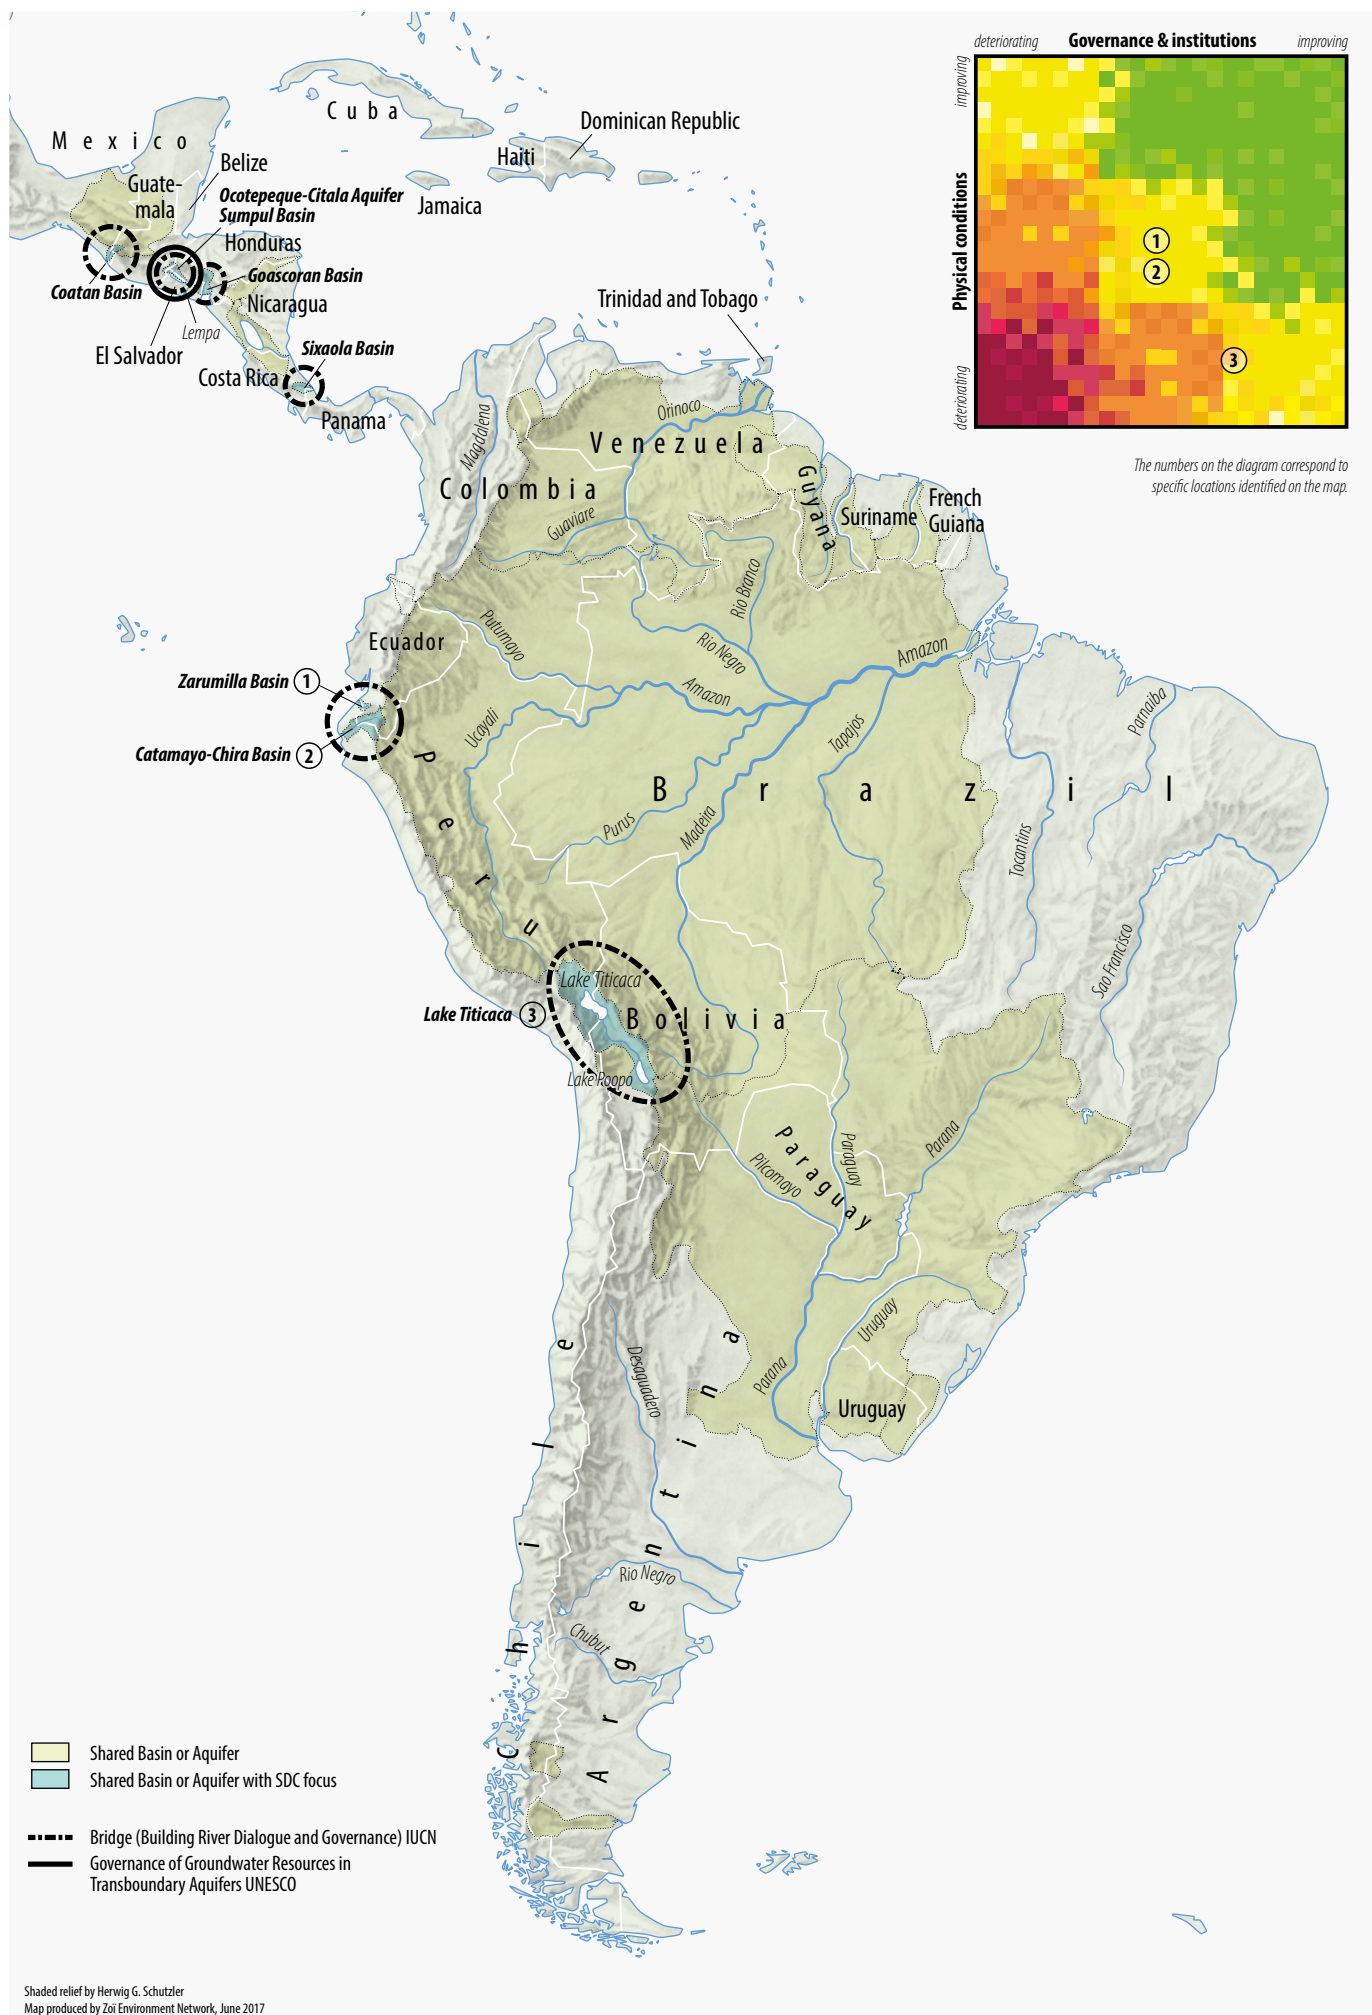 deteriorating
Governance & institutions
improving
improving
Physical conditions
deteriorating
1
2
3
The numbers on the diagram correspond to
specific locations identified on the map.
Cuba
Mexico
Dominican Republic
Haiti
Belize
Guate-
mala
Jamaica
Ocotepeque-Citala Aquifer
Sumpul Basin
Honduras
Goascoran Basin
Coatan Basin
Nicaragua
Lempa
El Salvador
Sixaola Basin
Costa Rica
Panama
Trinidad and Tobago
Magdalena
Orinoco
Venezuela
Colombia
Guyana
Guaviare
Suriname
French
Guiana
Rio Branco
Putumayo
Ecuador
Rio Negro
Amazon
Amazon
Zarumilla Basin 1
Ucayali
Tapajos
Parnaiba
Catamayo-Chira Basin 2
Peru
Brazil
Purus
Madeira
Tocantins
Sao Francisco
Lake Titicaca
Lake Titicaca 3
Bolivia
Lake Poopo
Paraguay
Paraguay
Pilcomayo
Parana
Uruguay
Desaguadero
Parana
Uruguay
Chile
Argentina
Rio Negro
Chubut
Shared Basin or Aquifer
Shared Basin or Aquifer with SDC focus
Bridge (Building River Dialogue and Governance) IUCN
Governance of Groundwater Resources in
Transboundary Aquifers UNESCO
Shaded relief by Herwig G. Schutzler
Map produced by Zoï Environment Network, June 2017